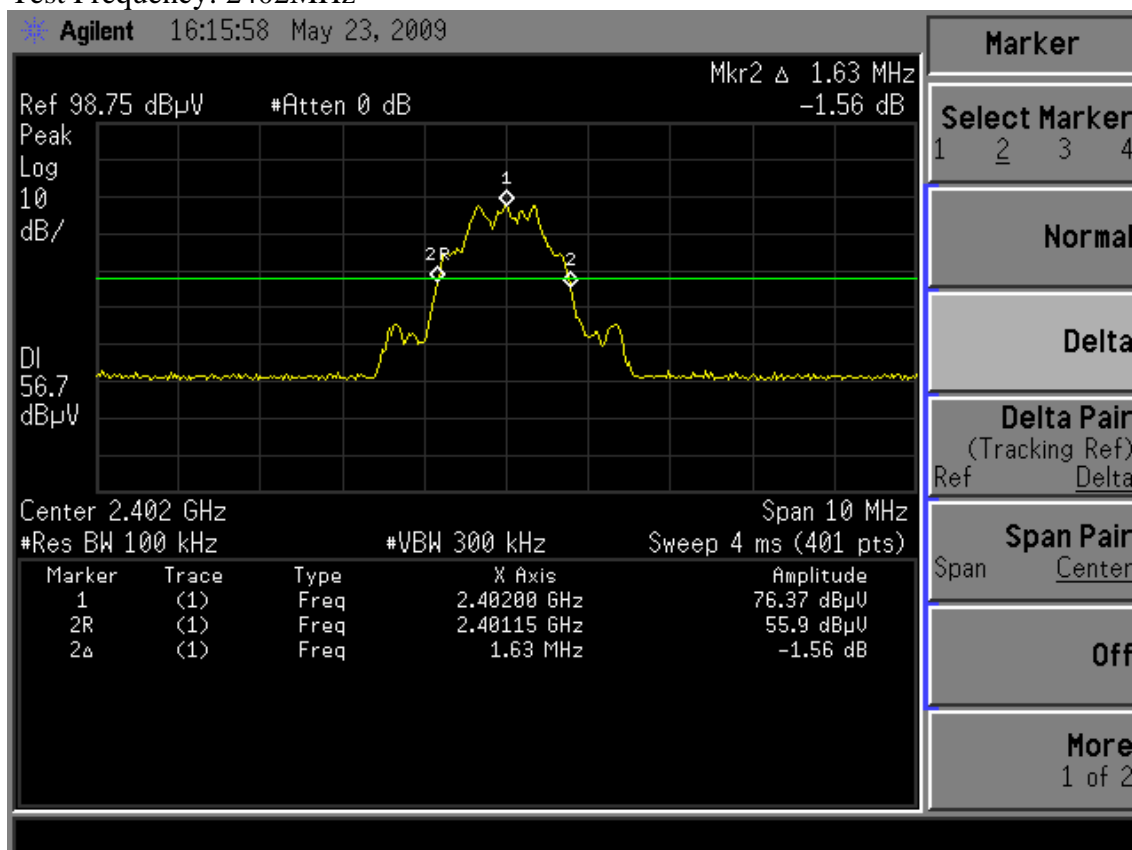 Test Frequency: 2402MHz
Agilent 16:15:58 May 23, 2009
Mkr2 Δ 1.63 MHz
Ref 98.75 dBµV #Atten 0 dB -1.56 dB
Peak
Log
10
dB/
1
2R
2
DI
56.7
dBµV
Center 2.402 GHz Span 10 MHz
#Res BW 100 kHz #VBW 300 kHz Sweep 4 ms (401 pts)
Marker Trace Type X Axis Amplitude
1 (1) Freq 2.40200 GHz 76.37 dBµV
2R (1) Freq 2.40115 GHz 55.9 dBµV
2Δ (1) Freq 1.63 MHz -1.56 dB
Marker
Select Marker
1 2 3 4
Normal
Delta
Delta Pair
(Tracking Ref)
Ref Delta
Span Pair
Span Center
Off
More
1 of 2